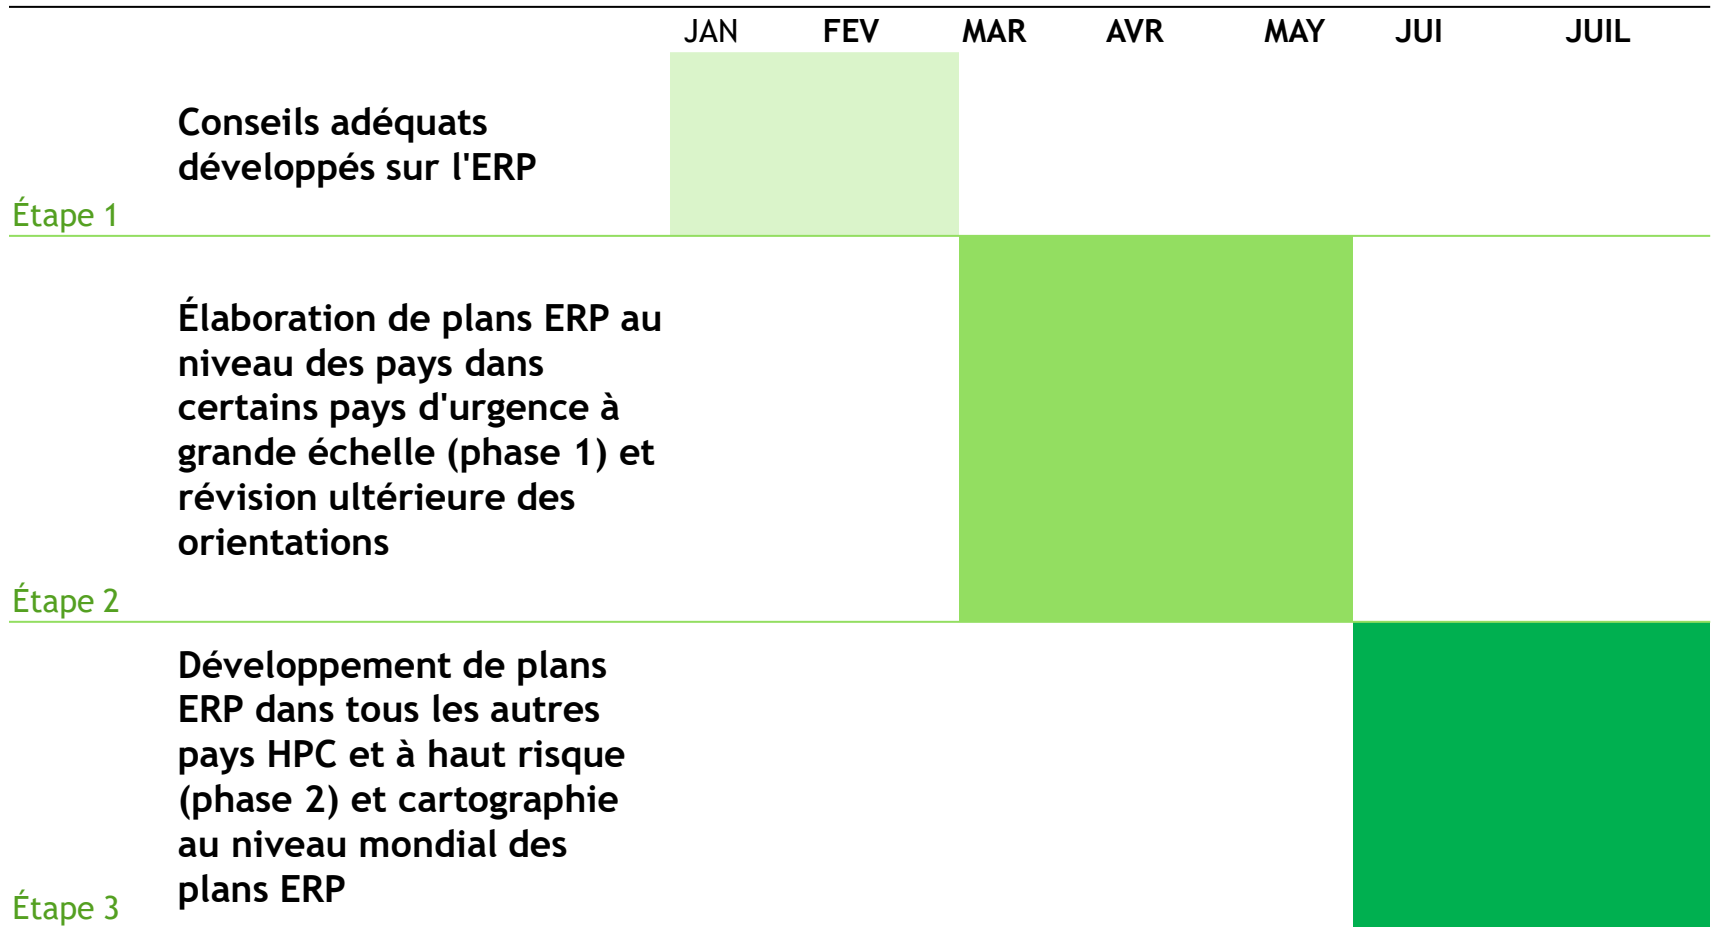 JAN FEV MAR AVR MAY JUI JUIL
Conseils adéquats
développés sur l'ERP
Étape 1
Élaboration de plans ERP au
niveau des pays dans
certains pays d'urgence à
grande échelle (phase 1) et
révision ultérieure des
orientations
Étape 2
Développement de plans
ERP dans tous les autres
pays HPC et à haut risque
(phase 2) et cartographie
au niveau mondial des
plans ERP
Étape 3